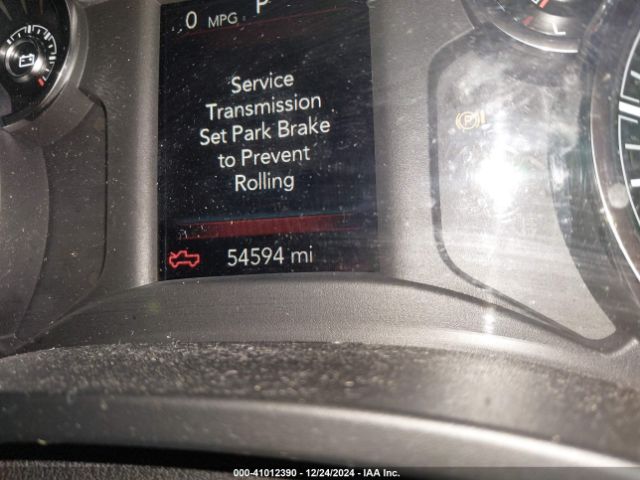 0 MPG P
Service
Transmission
Set Park Brake
to Prevent
Rolling
54594 mi
000-41012390 - 12/24/2024 - IAA Inc.